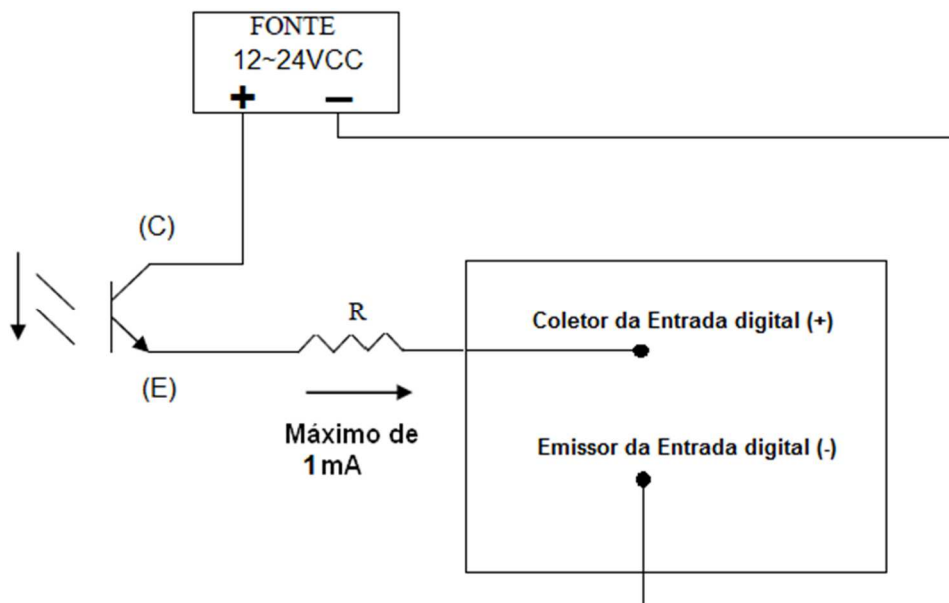 FONTE
12~24VCC
+ −
(C)
R
Coletor da Entrada digital (+)
(E)
Máximo de
1mA
Emissor da Entrada digital (-)